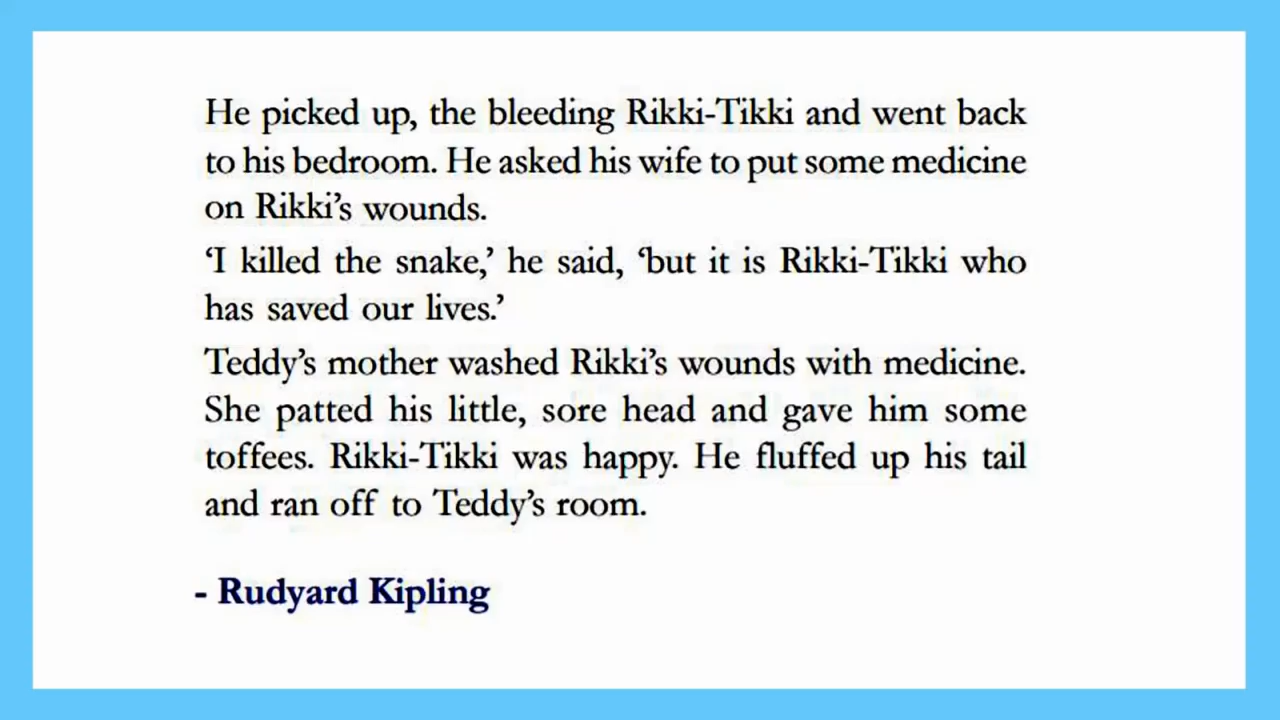 He picked up, the bleeding Rikki-Tikki and went back
to his bedroom. He asked his wife to put some medicine
on Rikki’s wounds.
‘I killed the snake,’ he said, ‘but it is Rikki-Tikki who
has saved our lives.’
Teddy’s mother washed Rikki’s wounds with medicine.
She patted his little, sore head and gave him some
toffees. Rikki-Tikki was happy. He fluffed up his tail
and ran off to Teddy’s room.
- Rudyard Kipling